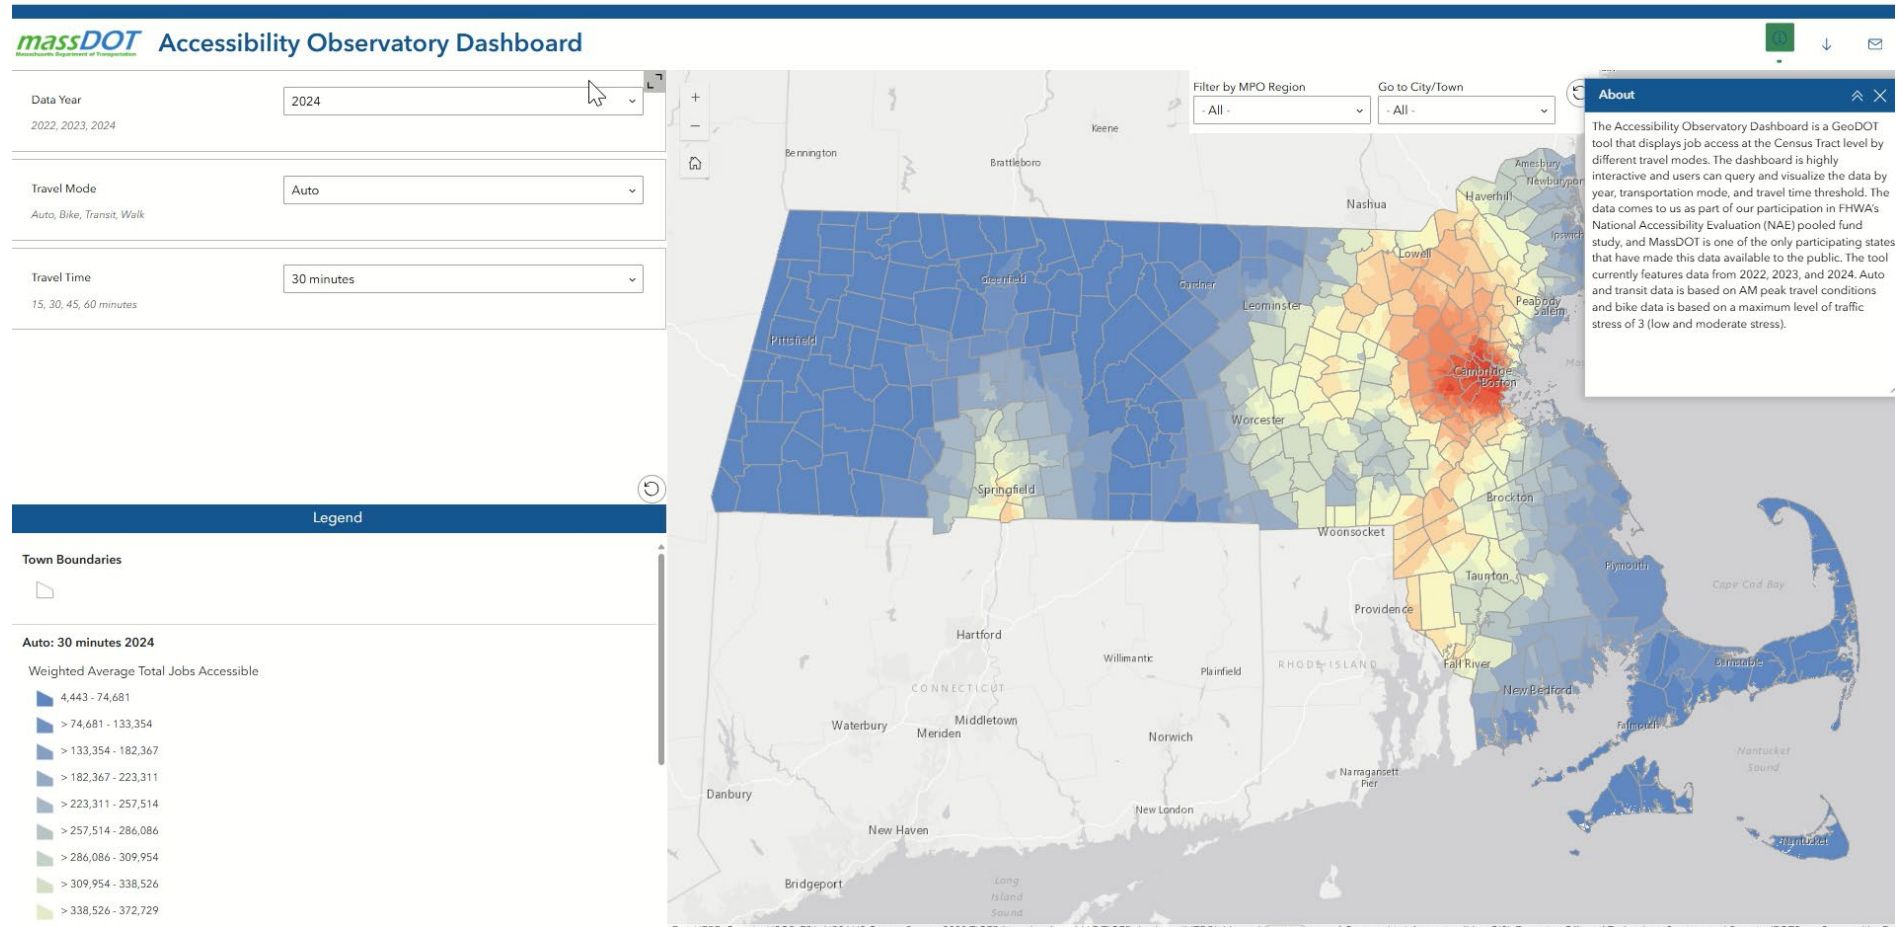 massDOT
Massachusetts Department of Transportation
Accessibility Observatory Dashboard
Data Year
2024
2022, 2023, 2024
Travel Mode
Auto
Auto, Bike, Transit, Walk
Travel Time
30 minutes
15, 30, 45, 60 minutes
Legend
Town Boundaries
Auto: 30 minutes 2024
Weighted Average Total Jobs Accessible
4,443 - 74,681
> 74,681 - 133,354
> 133,354 - 182,367
> 182,367 - 223,311
> 223,311 - 257,514
> 257,514 - 286,086
> 286,086 - 309,954
> 309,954 - 338,526
> 338,526 - 372,729
+
−
Filter by MPO Region
- All -
Go to City/Town
- All -
About
The Accessibility Observatory Dashboard is a GeoDOT
tool that displays job access at the Census Tract level by
different travel modes. The dashboard is highly
interactive and users can query and visualize the data by
year, transportation mode, and travel time threshold. The
data comes to us as part of our participation in FHWA's
National Accessibility Evaluation (NAE) pooled fund
study, and MassDOT is one of the only participating states
that have made this data available to the public. The tool
currently features data from 2022, 2023, and 2024. Auto
and transit data is based on AM peak travel conditions
and bike data is based on a maximum level of traffic
stress of 3 (low and moderate stress).
Keene
Bennington
Brattleboro
Amesbury
Newburyport
Haverhill
Nashua
Ipswich
Lowell
Greenfield
Gardner
Leominster
Peabody
Salem
Pittsfield
Cambridge
Boston
Worcester
Springfield
Brockton
Woonsocket
Plymouth
Taunton
Cape Cod Bay
Providence
Hartford
Willimantic
Plainfield
RHODE ISLAND
Fall River
Barnstable
CONNECTICUT
New Bedford
Waterbury
Middletown
Meriden
Norwich
Falmouth
Nantucket
Sound
Narragansett
Pier
Danbury
New London
New Haven
Nantucket
Bridgeport
Long
Island
Sound